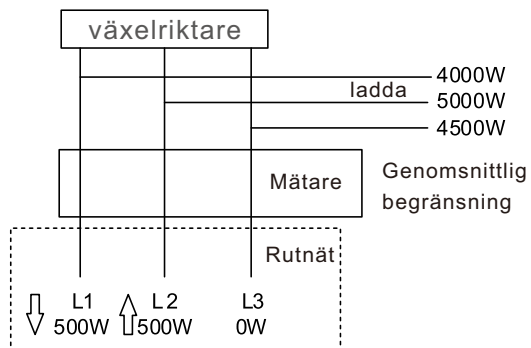 växelriktare
4000W
ladda
5000W
4500W
Mätare
Genomsnittlig
begränsning
Rutnät
L1 L2 L3
500W 500W 0W